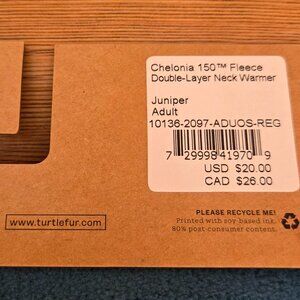 Chelonia 150™ Fleece
Double-Layer Neck Warmer
Juniper
Adult
10136-2097-ADUOS-REG
7 29998 41970 9
USD $20.00
CAD $26.00
www.turtlefur.com
PLEASE RECYCLE ME!
Printed with soy-based ink.
80% post-consumer content.